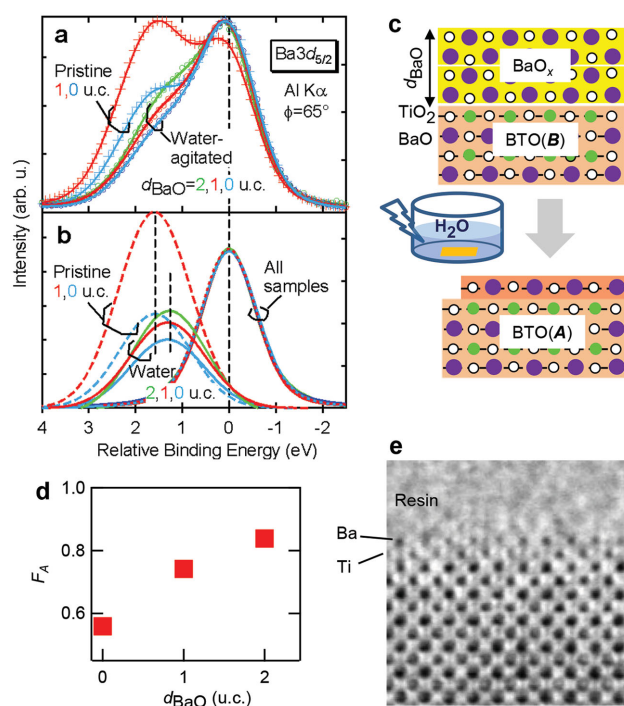 a
Ba3d5/2
Pristine
1,0 u.c.
Al Kα
ϕ=65°
Water-
agitated
dBaO=2,1,0 u.c.
b
Pristine
1,0 u.c.
All
samples
Water
2,1,0 u.c.
Intensity (arb. u.)
4 3 2 1 0 -1 -2
Relative Binding Energy (eV)
c
dBaO
BaOx
TiO2
BaO
BTO(B)
H2O
BTO(A)
d
FA
1.0
0.8
0.6
0 1 2
dBaO (u.c.)
e
Resin
Ba
Ti